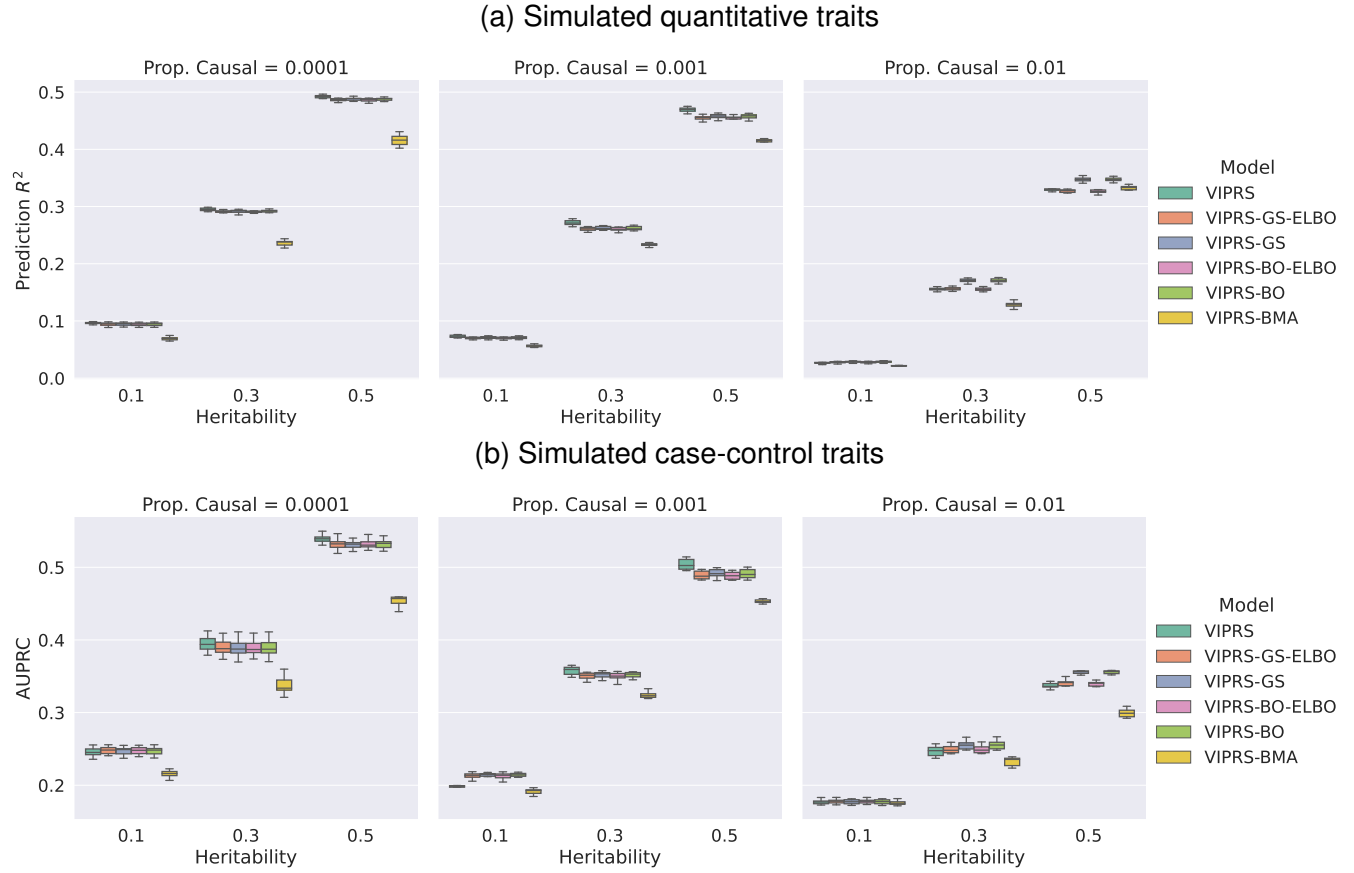 (a) Simulated quantitative traits
Prop. Causal = 0.0001
Prop. Causal = 0.001
Prop. Causal = 0.01
Prediction R²
0.5
0.4
0.3
0.2
0.1
0.0
0.1 0.3 0.5
Heritability
0.1 0.3 0.5
Heritability
0.1 0.3 0.5
Heritability
Model
VIPRS
VIPRS-GS-ELBO
VIPRS-GS
VIPRS-BO-ELBO
VIPRS-BO
VIPRS-BMA
(b) Simulated case-control traits
Prop. Causal = 0.0001
Prop. Causal = 0.001
Prop. Causal = 0.01
AUPRC
0.5
0.4
0.3
0.2
0.1 0.3 0.5
Heritability
0.1 0.3 0.5
Heritability
0.1 0.3 0.5
Heritability
Model
VIPRS
VIPRS-GS-ELBO
VIPRS-GS
VIPRS-BO-ELBO
VIPRS-BO
VIPRS-BMA